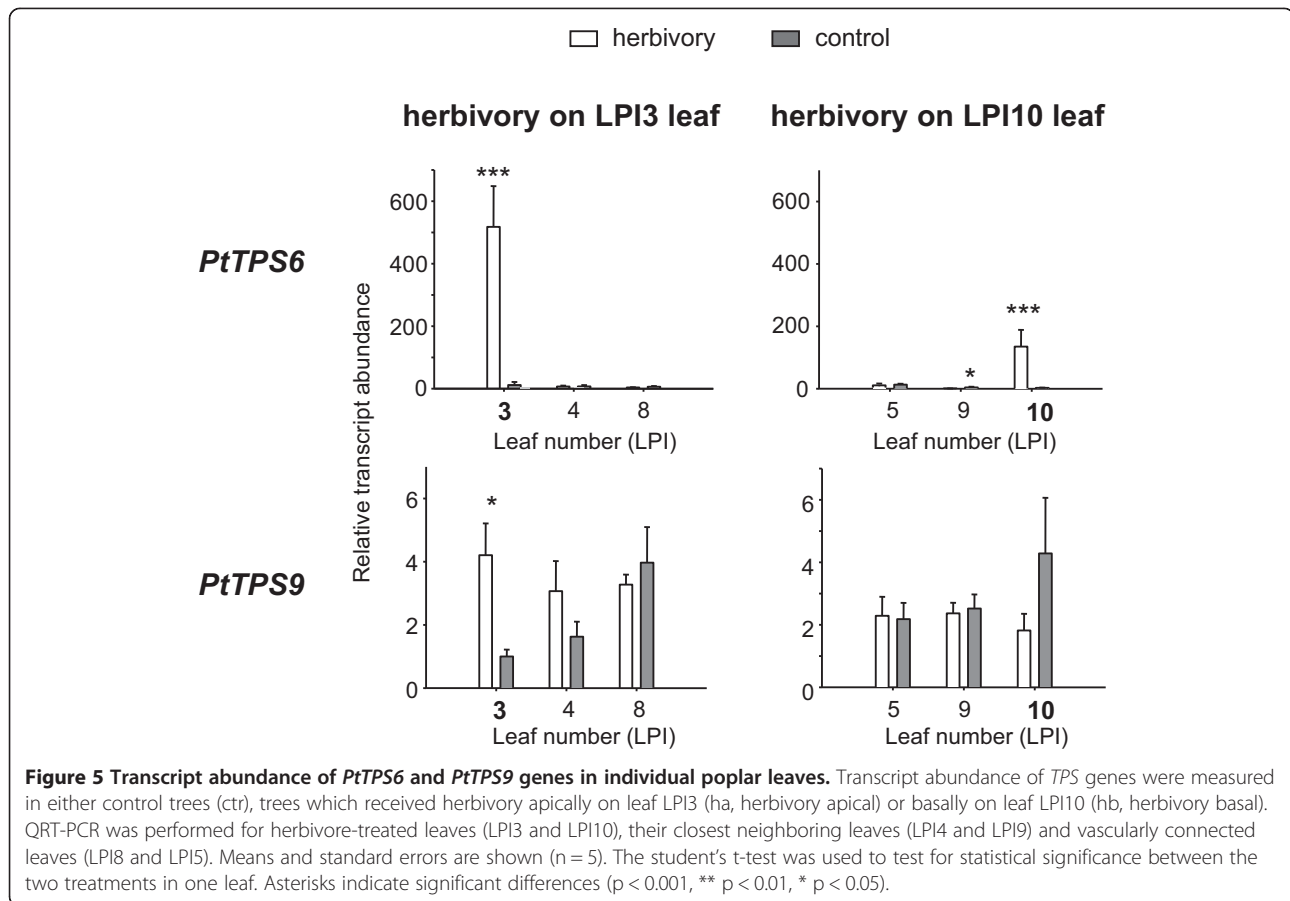 herbivory control
herbivory on LPI3 leaf herbivory on LPI10 leaf
PtTPS6
Relative transcript abundance
600
400
200
0
***
3 4 8
Leaf number (LPI)
600
400
200
0
*
***
5 9 10
Leaf number (LPI)
PtTPS9
6
4
2
0
*
3 4 8
Leaf number (LPI)
6
4
2
0
5 9 10
Leaf number (LPI)
Figure 5 Transcript abundance of PtTPS6 and PtTPS9 genes in individual poplar leaves. Transcript abundance of TPS genes were measured
in either control trees (ctr), trees which received herbivory apically on leaf LPI3 (ha, herbivory apical) or basally on leaf LPI10 (hb, herbivory basal).
QRT-PCR was performed for herbivore-treated leaves (LPI3 and LPI10), their closest neighboring leaves (LPI4 and LPI9) and vascularly connected
leaves (LPI8 and LPI5). Means and standard errors are shown (n = 5). The student's t-test was used to test for statistical significance between the
two treatments in one leaf. Asterisks indicate significant differences (p < 0.001, ** p < 0.01, * p < 0.05).